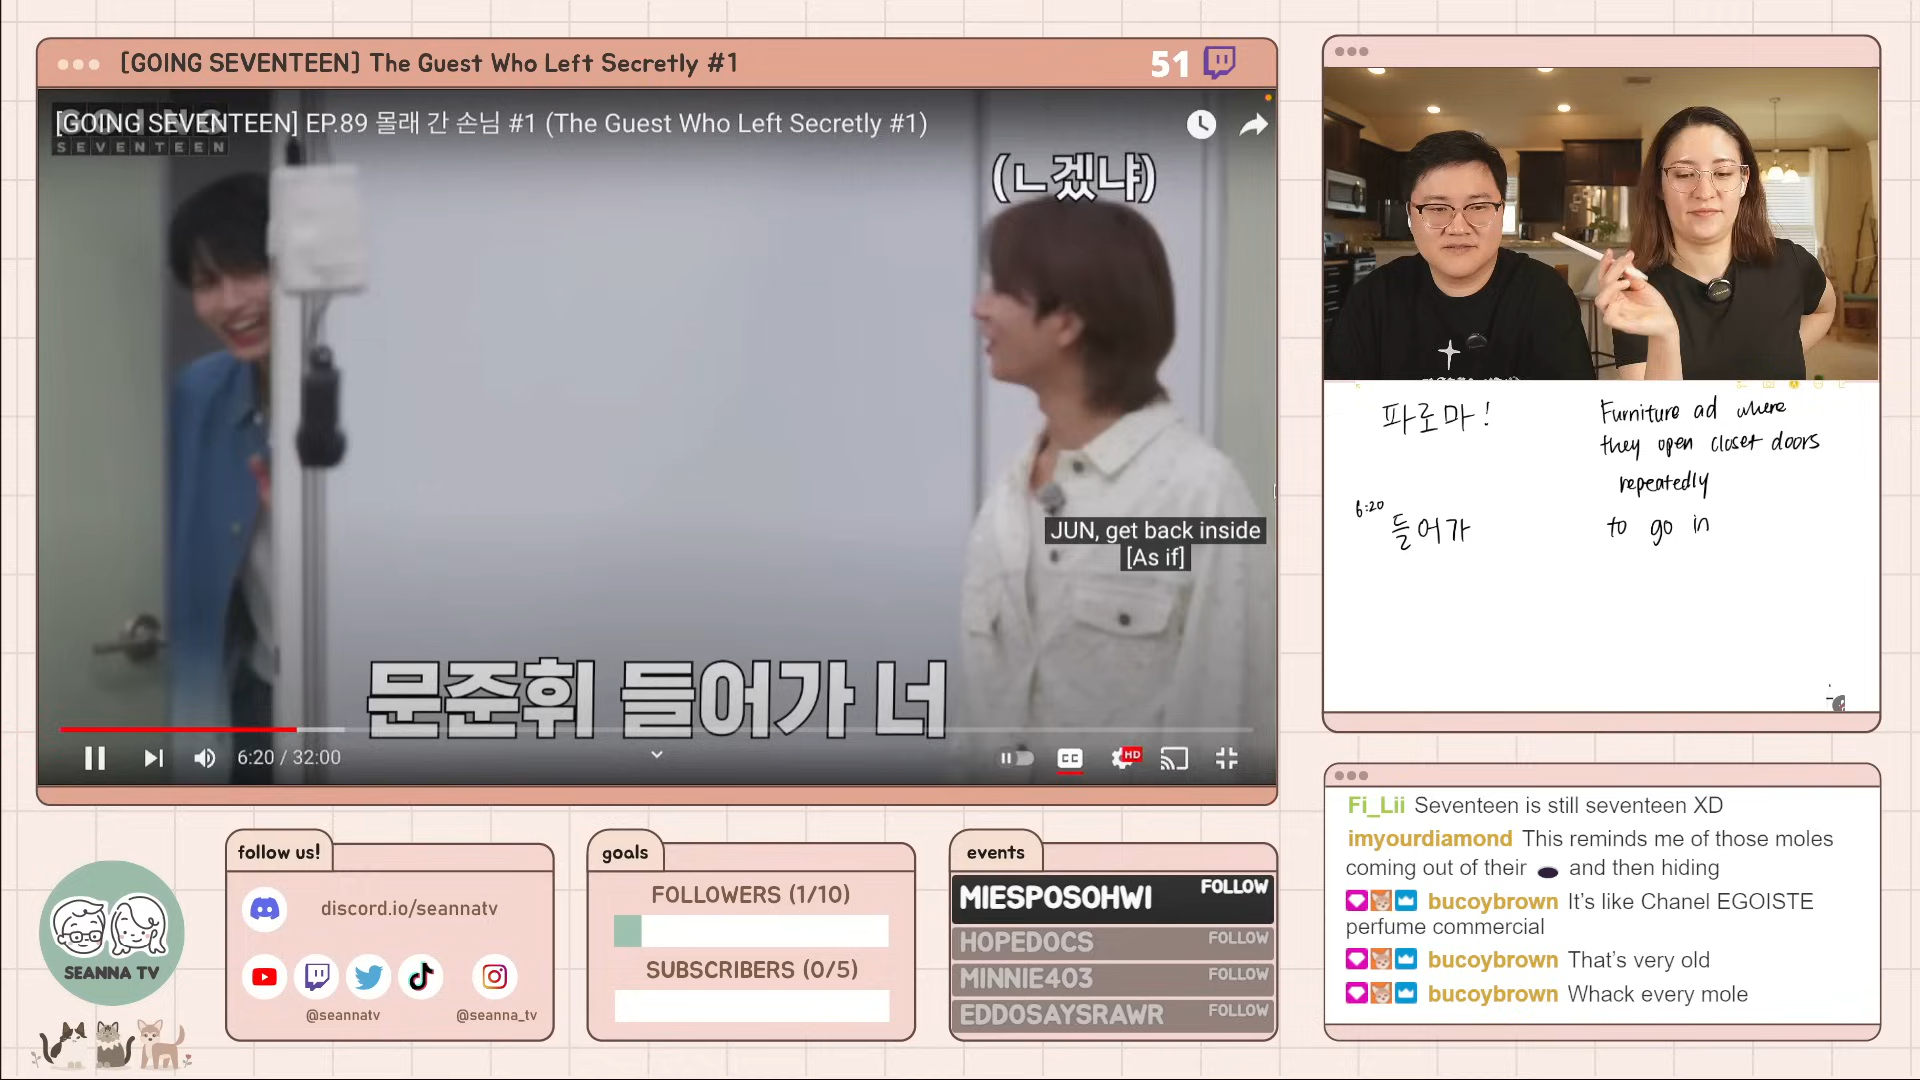 [GOING SEVENTEEN] The Guest Who Left Secretly #1
51
GOING
SEVENTEEN
[GOING SEVENTEEN] EP.89 몰래 간 손님 #1 (The Guest Who Left Secretly #1)
(ㄴ겠냐)
JUN, get back inside
[As if]
문준휘 들어가 너
6:20 / 32:00
CC
HD
파로마!
Furniture ad where
they open closet doors
repeatedly
6:20
들어가
to go in
follow us!
discord.io/seannatv
@seannatv
@seanna_tv
SEANNA TV
goals
FOLLOWERS (1/10)
SUBSCRIBERS (0/5)
events
MIESPOSOHWI FOLLOW
HOPEDOCS FOLLOW
MINNIE403 FOLLOW
EDDOSAYSRAWR FOLLOW
Fi_Lii Seventeen is still seventeen XD
imyourdiamond This reminds me of those moles
coming out of their 🕳 and then hiding
bucoybrown It's like Chanel EGOISTE
perfume commercial
bucoybrown That's very old
bucoybrown Whack every mole